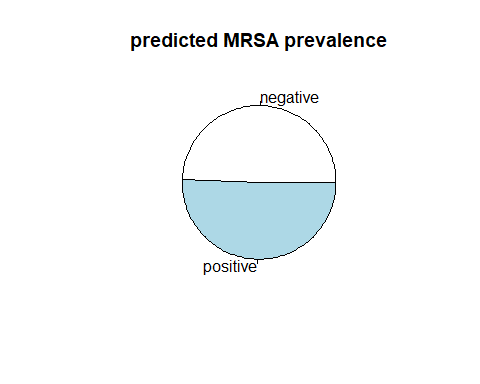 predicted MRSA prevalence
negative
positive